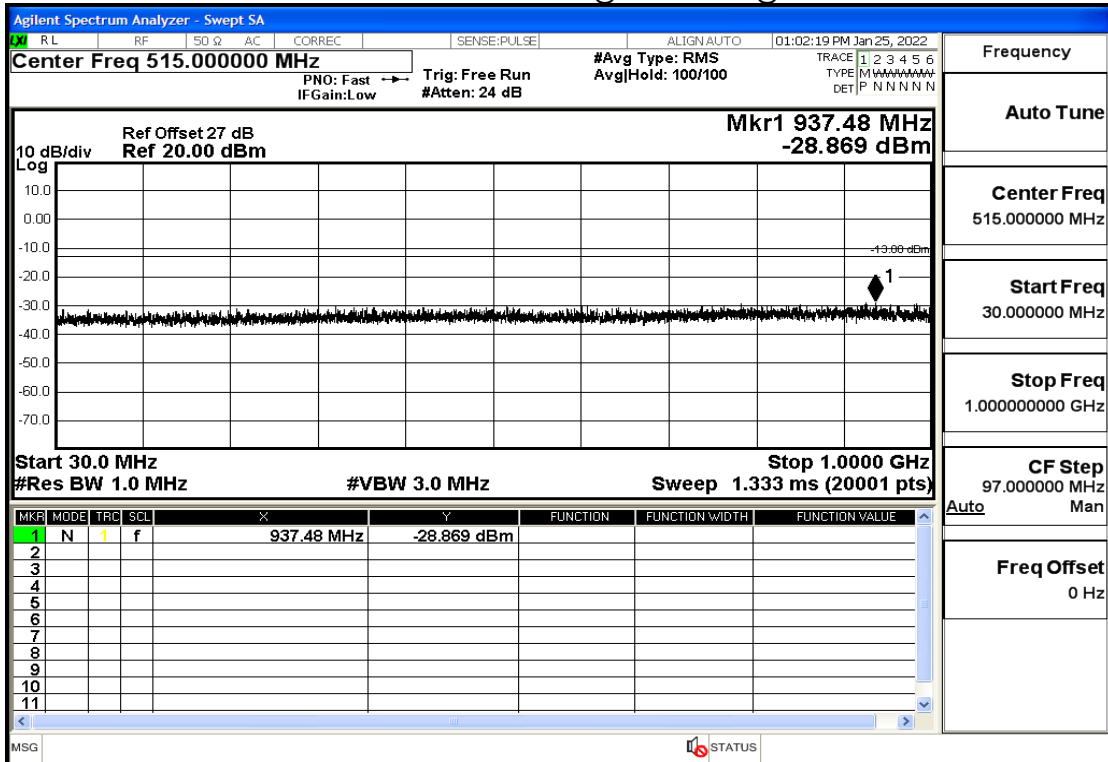 Agilent Spectrum Analyzer - Swept SA
LXI RL RF 50 Ω AC CORREC SENSE:PULSE ALIGN AUTO 01:02:19 PM Jan 25, 2022
Center Freq 515.000000 MHz
PNO: Fast
IFGain:Low
Trig: Free Run
#Atten: 24 dB
#Avg Type: RMS
Avg|Hold: 100/100
TRACE 1 2 3 4 5 6
TYPE M WWWWW
DET P N N N N N
Ref Offset 27 dB
10 dB/div Ref 20.00 dBm
Log
Mkr1 937.48 MHz
-28.869 dBm
10.0
0.00
-10.0
-20.0
-30.0
-40.0
-50.0
-60.0
-70.0
-13.00 dBm
1
Start 30.0 MHz Stop 1.0000 GHz
#Res BW 1.0 MHz #VBW 3.0 MHz Sweep 1.333 ms (20001 pts)
MKR MODE TRC SCL X Y FUNCTION FUNCTION WIDTH FUNCTION VALUE
1 N 1 f 937.48 MHz -28.869 dBm
2
3
4
5
6
7
8
9
10
11
MSG STATUS
Frequency
Auto Tune
Center Freq
515.000000 MHz
Start Freq
30.000000 MHz
Stop Freq
1.000000000 GHz
CF Step
97.000000 MHz
Auto Man
Freq Offset
0 Hz